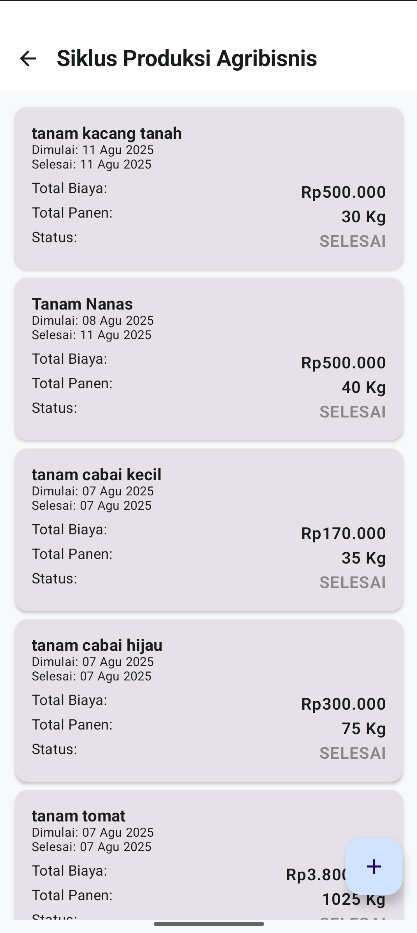 Siklus Produksi Agribisnis
tanam kacang tanah
Dimulai: 11 Agu 2025
Selesai: 11 Agu 2025
Total Biaya: Rp500.000
Total Panen: 30 Kg
Status: SELESAI
Tanam Nanas
Dimulai: 08 Agu 2025
Selesai: 11 Agu 2025
Total Biaya: Rp500.000
Total Panen: 40 Kg
Status: SELESAI
tanam cabai kecil
Dimulai: 07 Agu 2025
Selesai: 07 Agu 2025
Total Biaya: Rp170.000
Total Panen: 35 Kg
Status: SELESAI
tanam cabai hijau
Dimulai: 07 Agu 2025
Selesai: 07 Agu 2025
Total Biaya: Rp300.000
Total Panen: 75 Kg
Status: SELESAI
tanam tomat
Dimulai: 07 Agu 2025
Selesai: 07 Agu 2025
Total Biaya: Rp3.800
Total Panen: 1025 Kg
Status: